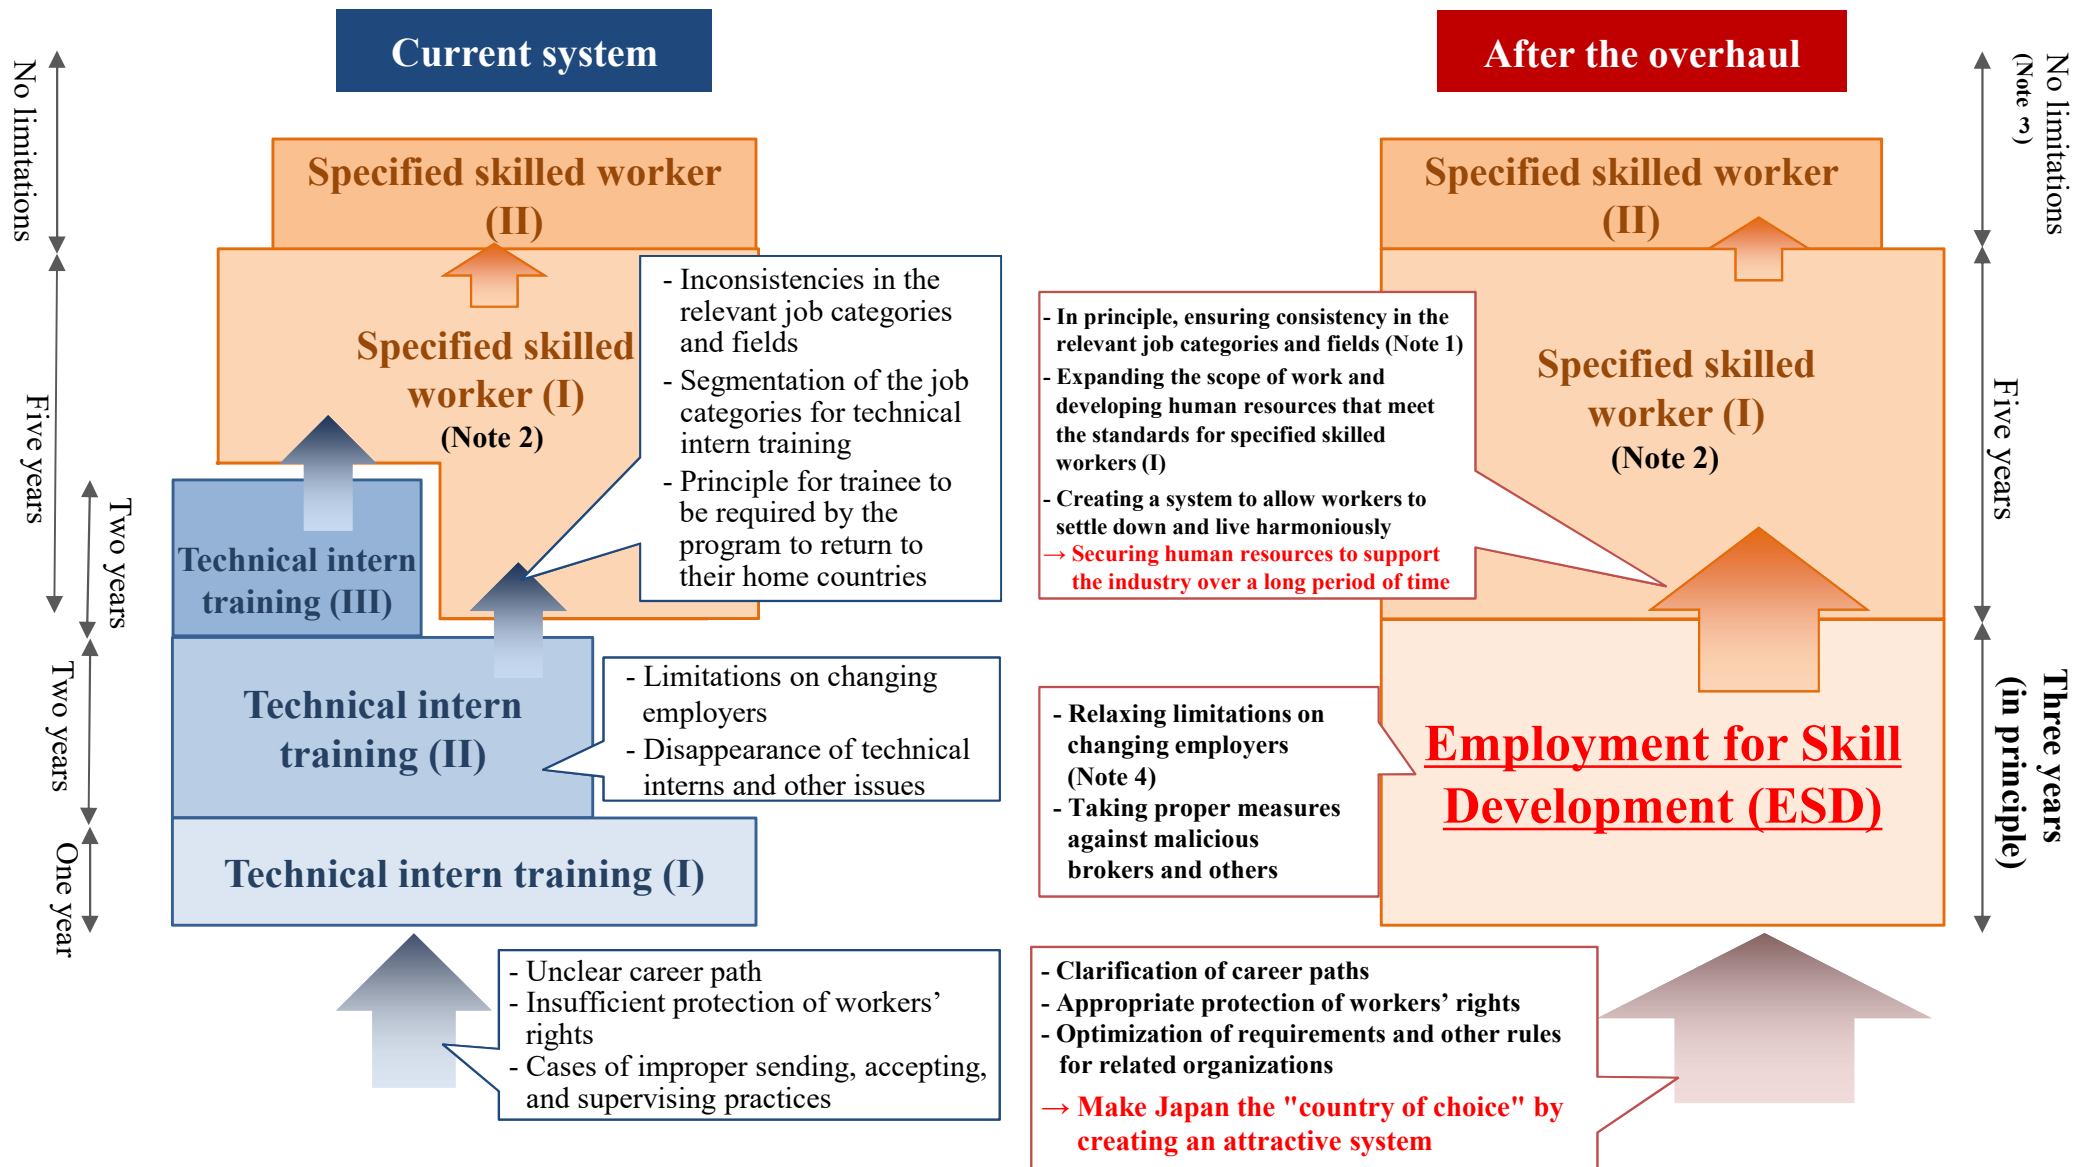 Current system
No limitations
Five years
Two years
Two years
One year
Specified skilled worker
(II)
Specified skilled
worker (I)
(Note 2)
- Inconsistencies in the
relevant job categories
and fields
- Segmentation of the job
categories for technical
intern training
- Principle for trainee to
be required by the
program to return to
their home countries
Technical intern
training (III)
Technical intern
training (II)
- Limitations on changing
employers
- Disappearance of technical
interns and other issues
Technical intern training (I)
- Unclear career path
- Insufficient protection of workers’
rights
- Cases of improper sending, accepting,
and supervising practices
After the overhaul
No limitations
(Note 3)
Five years
Three years
(in principle)
Specified skilled worker
(II)
Specified skilled
worker (I)
(Note 2)
- In principle, ensuring consistency in the
relevant job categories and fields (Note 1)
- Expanding the scope of work and
developing human resources that meet
the standards for specified skilled
workers (I)
- Creating a system to allow workers to
settle down and live harmoniously
→ Securing human resources to support
the industry over a long period of time
- Relaxing limitations on
changing employers
(Note 4)
- Taking proper measures
against malicious
brokers and others
Employment for Skill
Development (ESD)
- Clarification of career paths
- Appropriate protection of workers’ rights
- Optimization of requirements and other rules
for related organizations
→ Make Japan the "country of choice" by
creating an attractive system